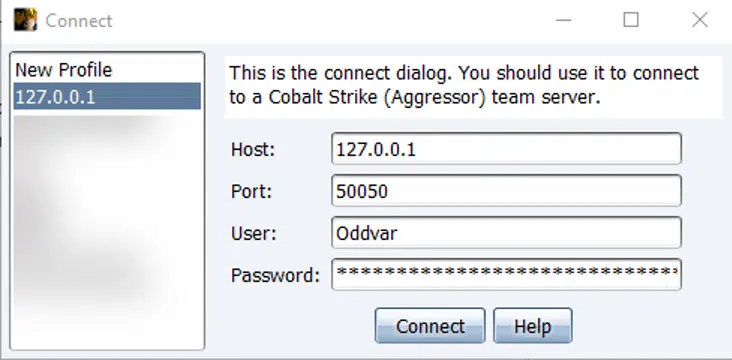 Connect
New Profile
127.0.0.1
This is the connect dialog. You should use it to connect
to a Cobalt Strike (Aggressor) team server.
Host: 127.0.0.1
Port: 50050
User: Oddvar
Password: *****************************
Connect Help